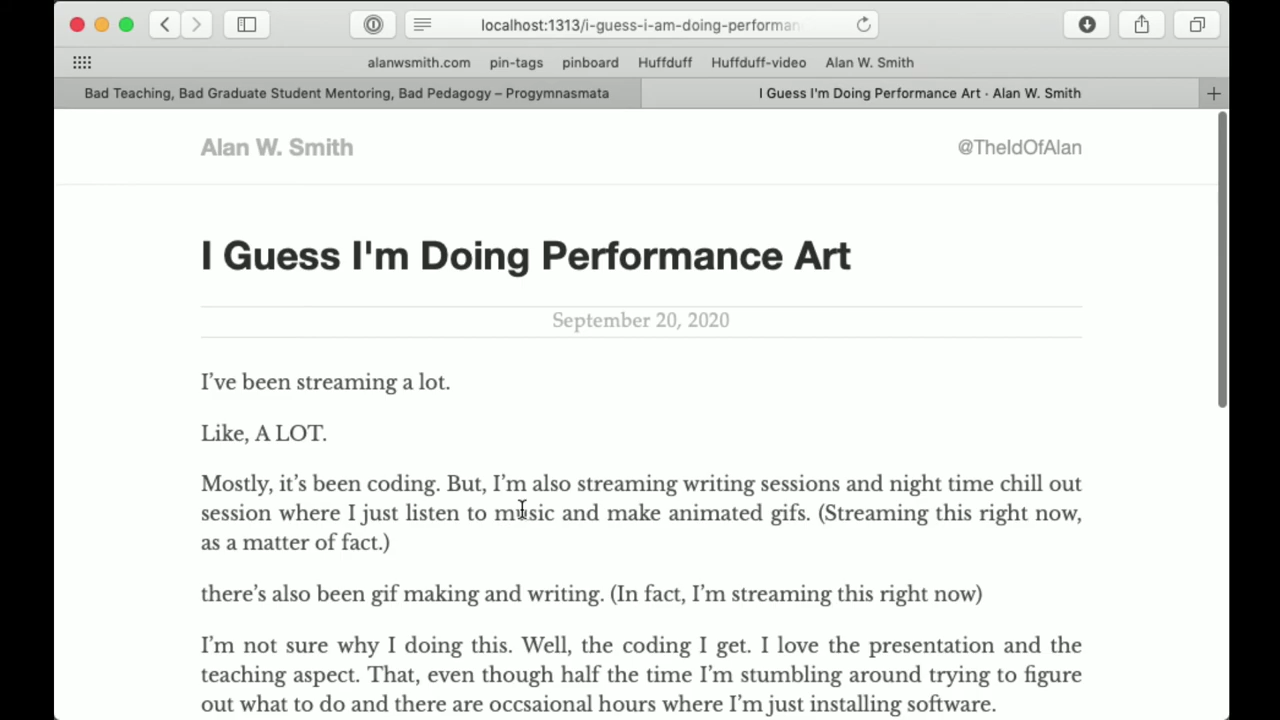 localhost:1313/i-guess-i-am-doing-performan
alanwsmith.com pin-tags pinboard Huffduff Huffduff-video Alan W. Smith
Bad Teaching, Bad Graduate Student Mentoring, Bad Pedagogy – Progymnasmata
I Guess I'm Doing Performance Art · Alan W. Smith
Alan W. Smith
@TheIdOfAlan
I Guess I'm Doing Performance Art
September 20, 2020
I’ve been streaming a lot.
Like, A LOT.
Mostly, it’s been coding. But, I’m also streaming writing sessions and night time chill out
session where I just listen to music and make animated gifs. (Streaming this right now,
as a matter of fact.)
there’s also been gif making and writing. (In fact, I’m streaming this right now)
I’m not sure why I doing this. Well, the coding I get. I love the presentation and the
teaching aspect. That, even though half the time I’m stumbling around trying to figure
out what to do and there are occsaional hours where I’m just installing software.